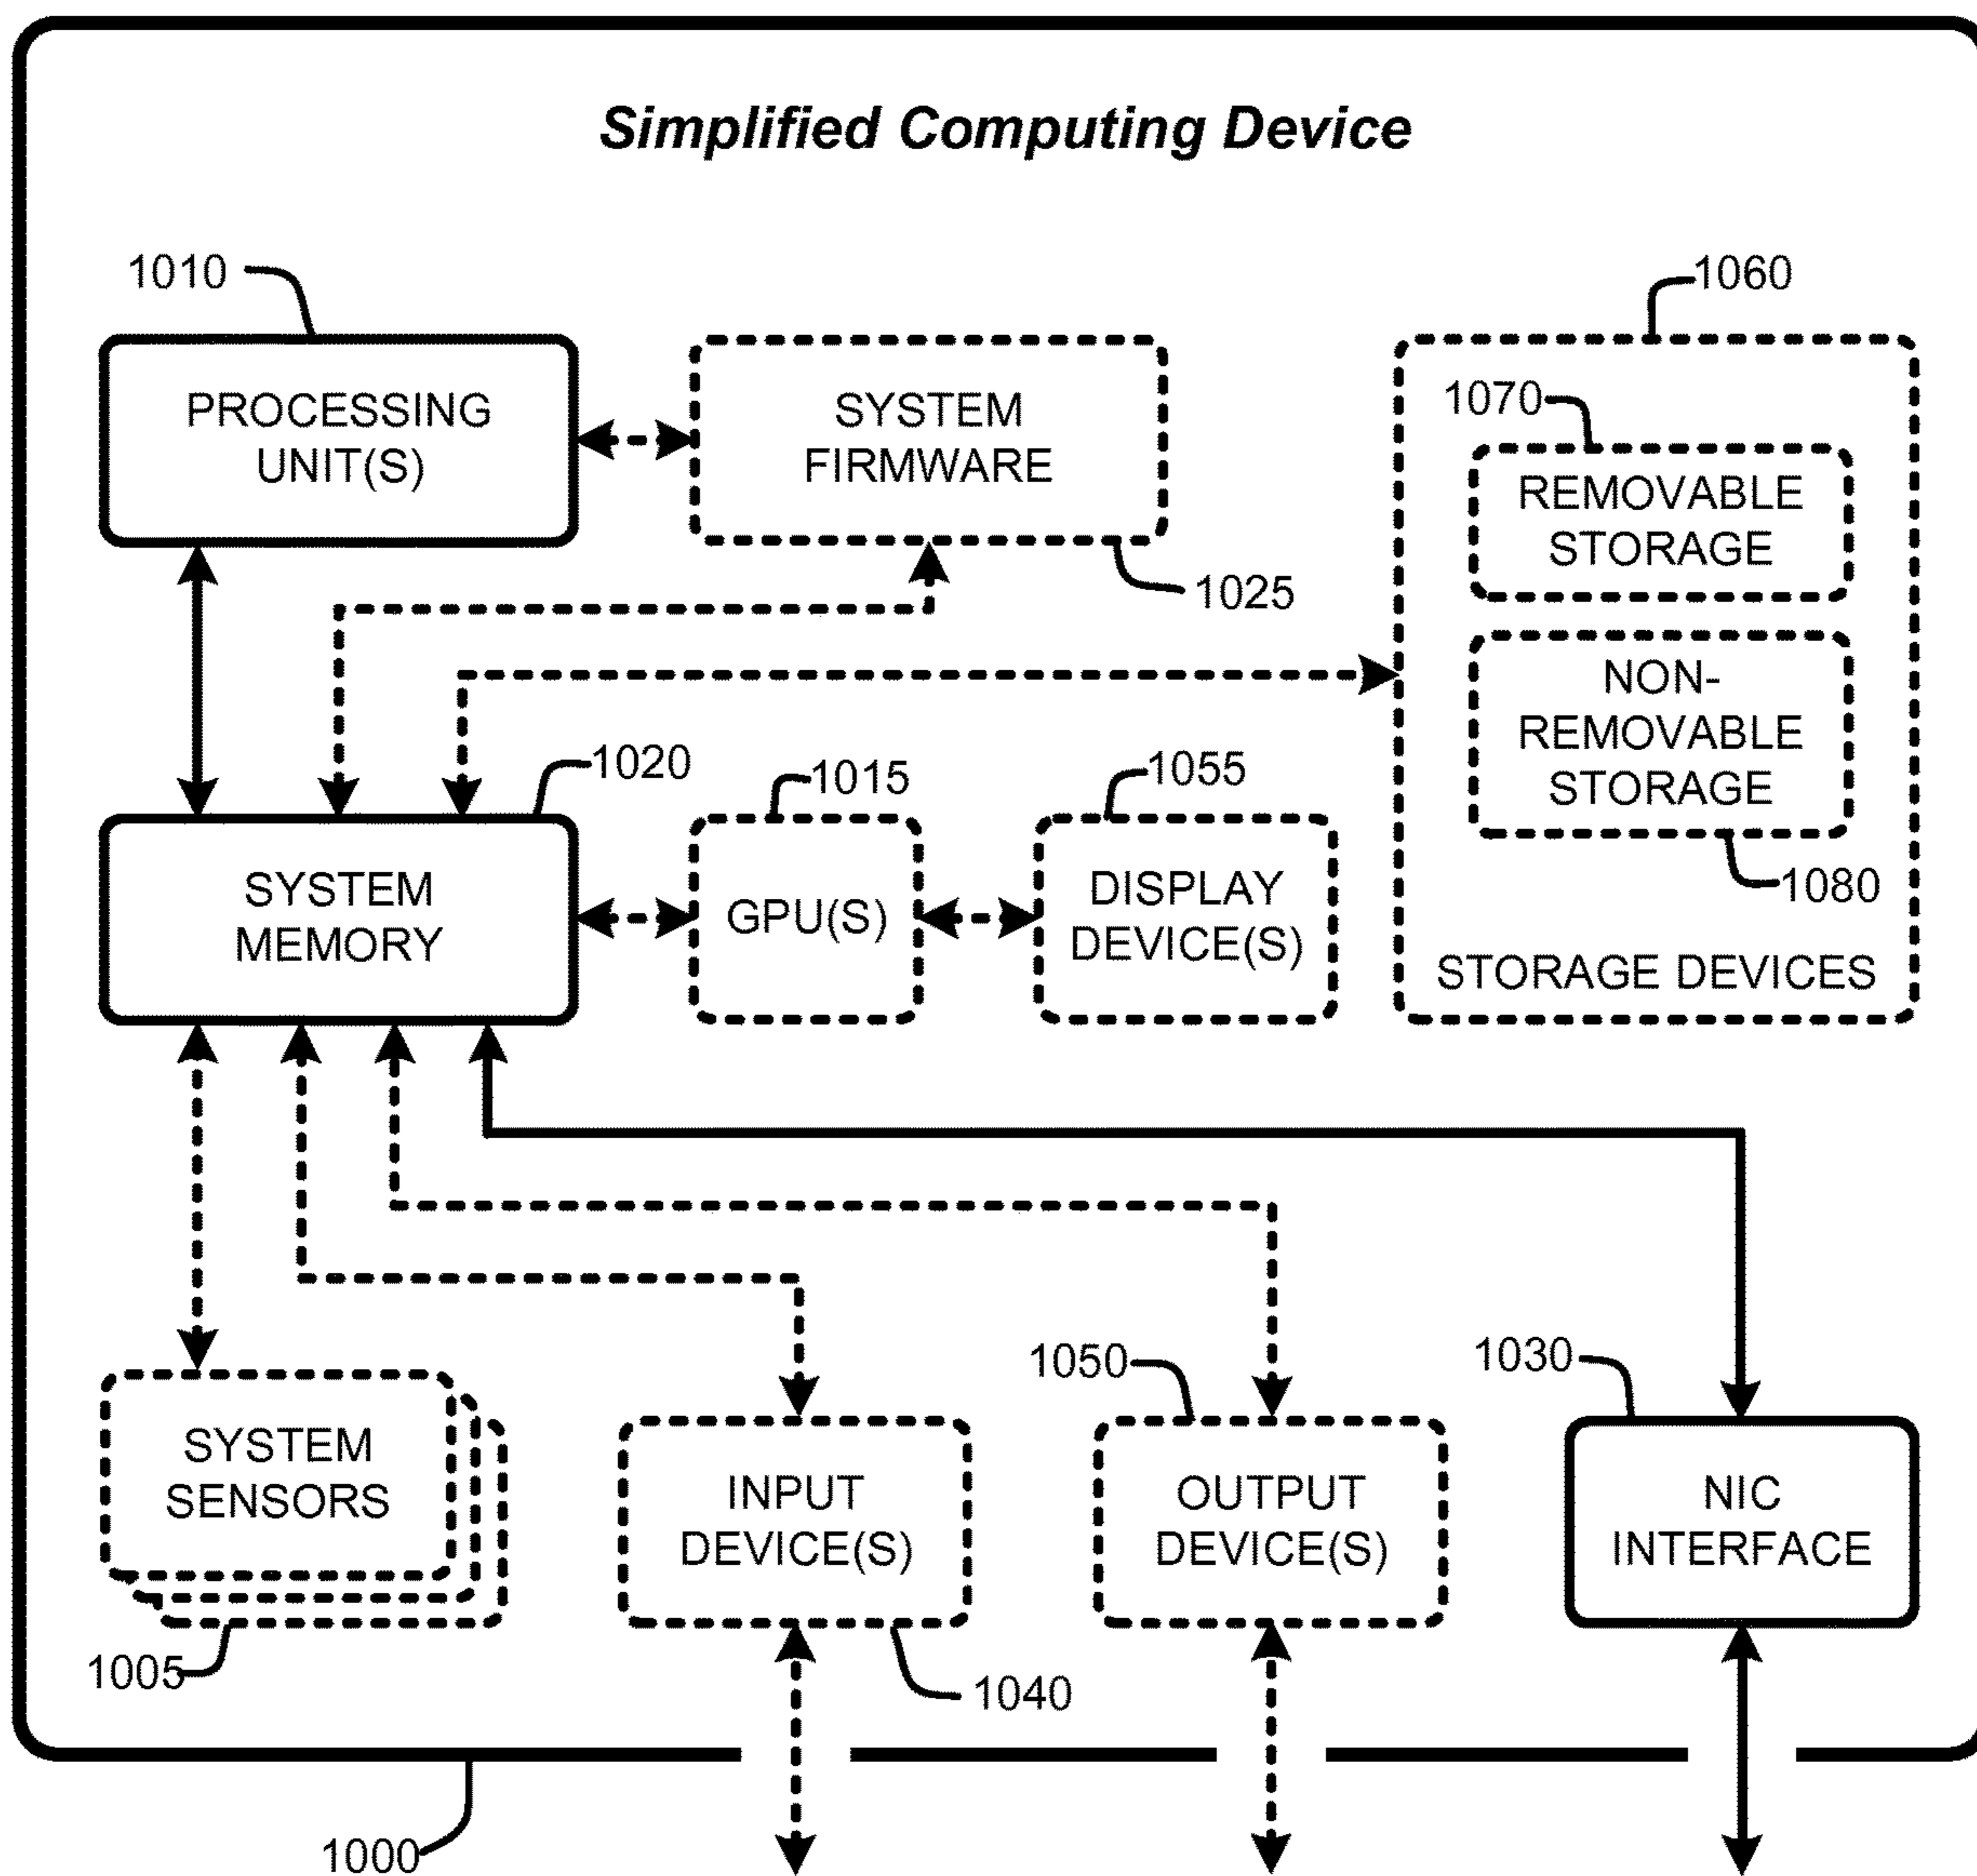 Simplified Computing Device
1010
1060
PROCESSING
UNIT(S)
SYSTEM
FIRMWARE
1070
REMOVABLE
STORAGE
1025
NON-
REMOVABLE
STORAGE
1080
STORAGE DEVICES
1020
1015
1055
SYSTEM
MEMORY
GPU(S)
DISPLAY
DEVICE(S)
1050
1030
SYSTEM
SENSORS
INPUT
DEVICE(S)
OUTPUT
DEVICE(S)
NIC
INTERFACE
1005
1040
1000